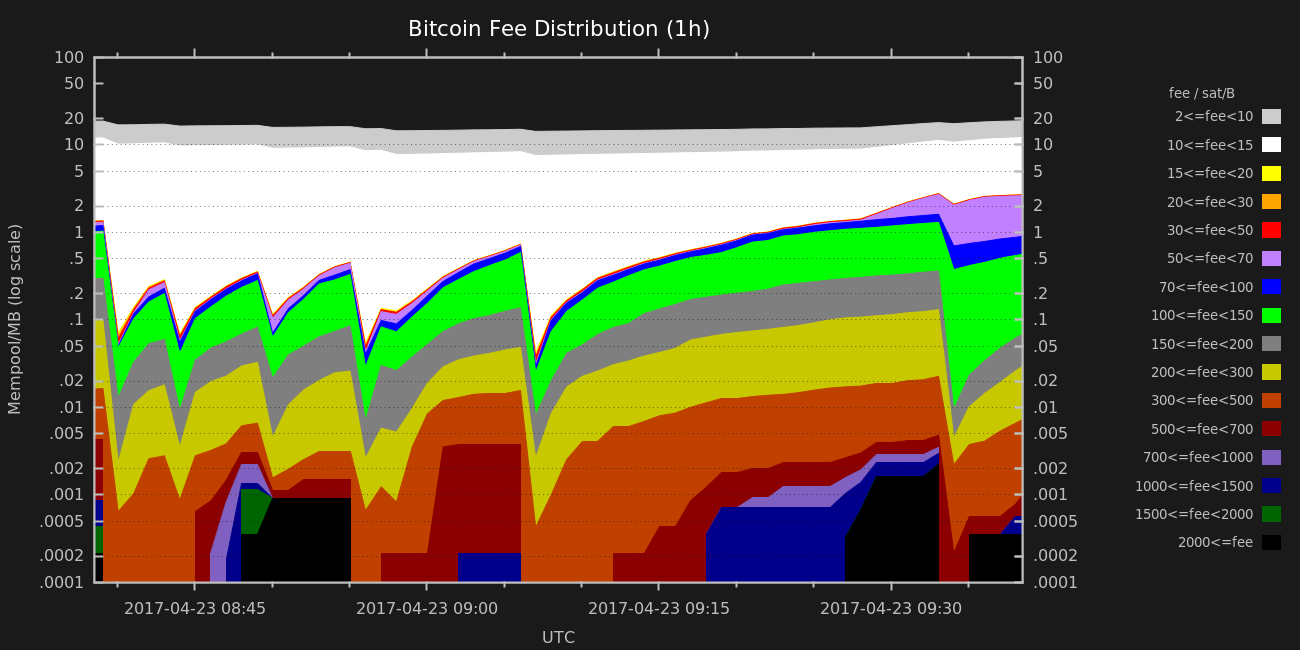 Bitcoin Fee Distribution (1h)
Mempool/MB (log scale)
100
50
20
10
5
2
1
.5
.2
.1
.05
.02
.01
.005
.002
.001
.0005
.0002
.0001
100
50
20
10
5
2
1
.5
.2
.1
.05
.02
.01
.005
.002
.001
.0005
.0002
.0001
2017-04-23 08:45
2017-04-23 09:00
2017-04-23 09:15
2017-04-23 09:30
UTC
fee / sat/B
2<=fee<10
10<=fee<15
15<=fee<20
20<=fee<30
30<=fee<50
50<=fee<70
70<=fee<100
100<=fee<150
150<=fee<200
200<=fee<300
300<=fee<500
500<=fee<700
700<=fee<1000
1000<=fee<1500
1500<=fee<2000
2000<=fee